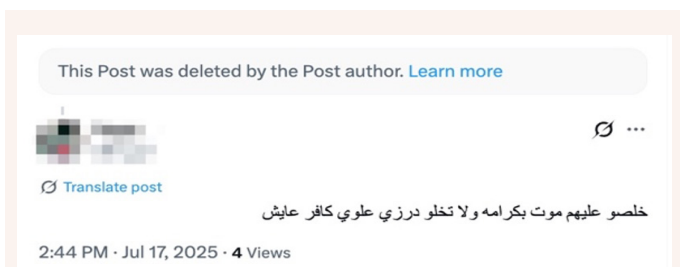 This Post was deleted by the Post author. Learn more
Translate post
خلصو عليهم موت بكرامه ولا تخلو درزي علوي كافر عايش
2:44 PM · Jul 17, 2025 · 4 Views